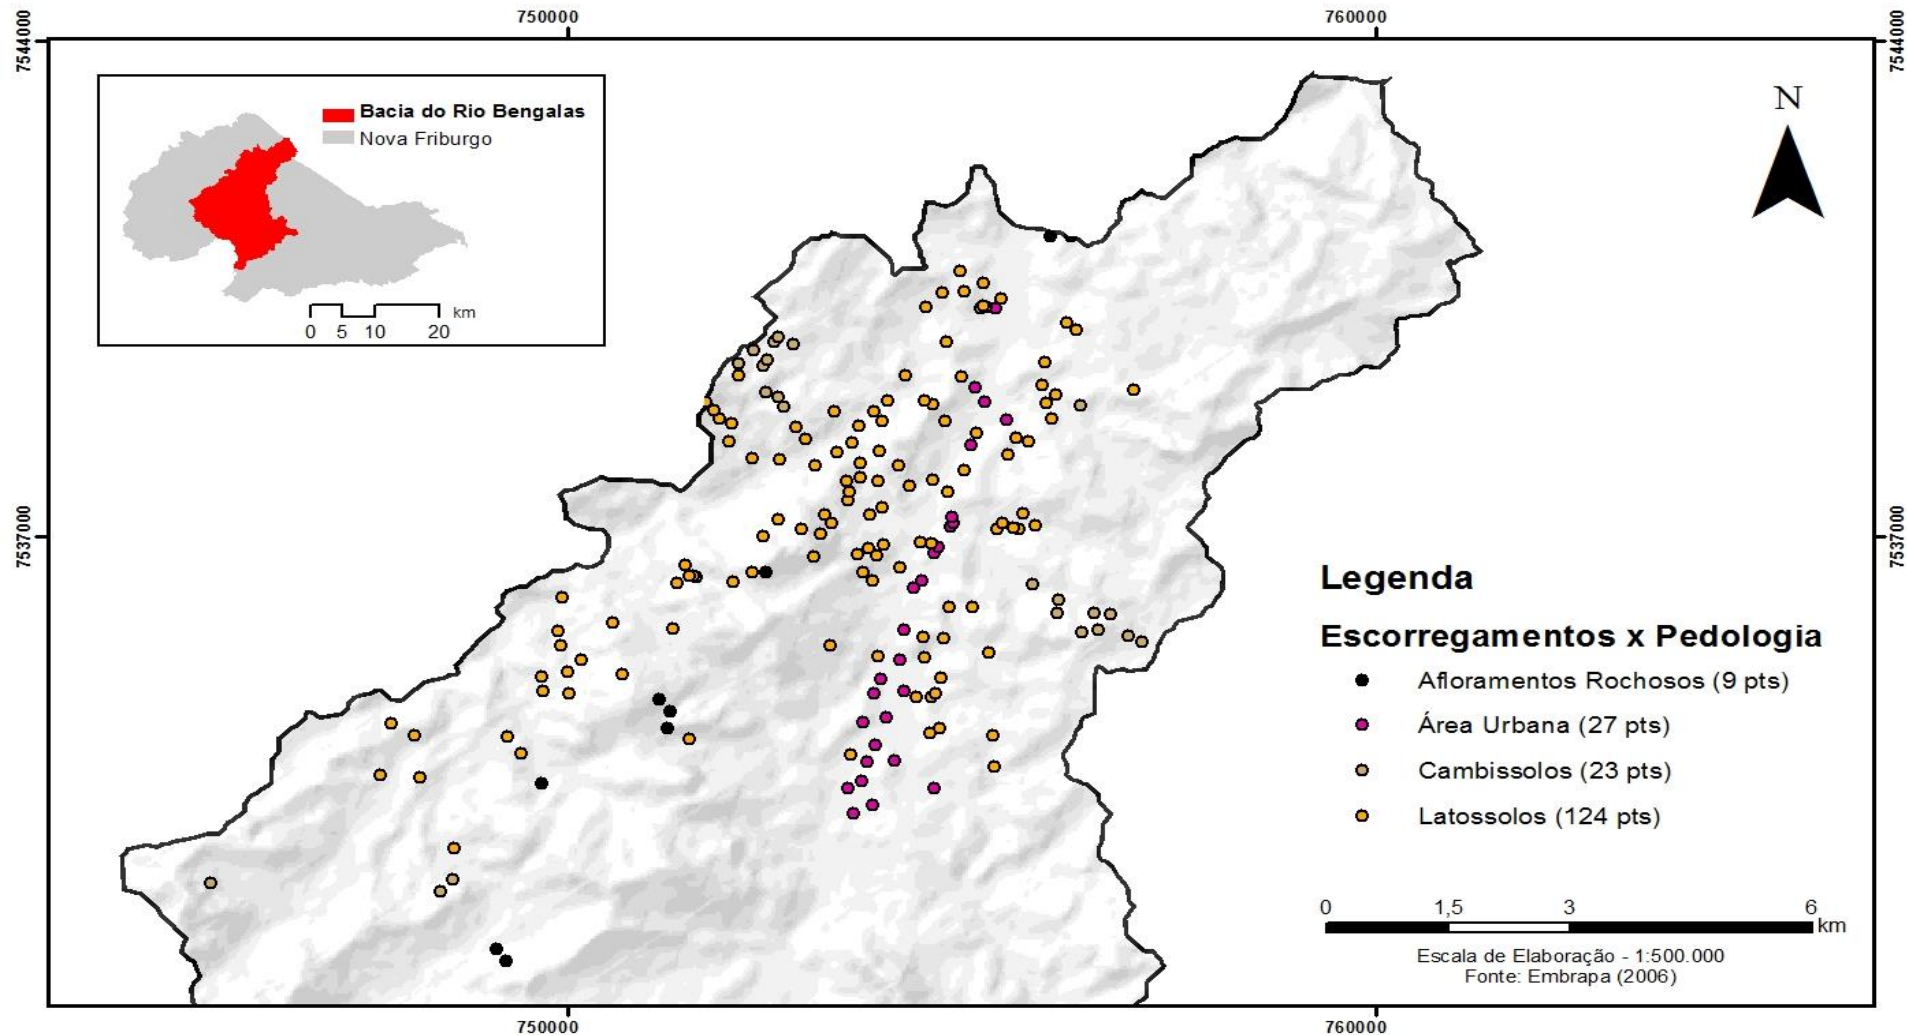 750000
760000
7544000
7544000
Bacia do Rio Bengalas
Nova Friburgo
0 5 10 20 km
N
7537000
7537000
Legenda
Escorregamentos x Pedologia
Afloramentos Rochosos (9 pts)
Área Urbana (27 pts)
Cambissolos (23 pts)
Latossolos (124 pts)
0 1,5 3 6 km
Escala de Elaboração - 1:500.000
Fonte: Embrapa (2006)
750000
760000